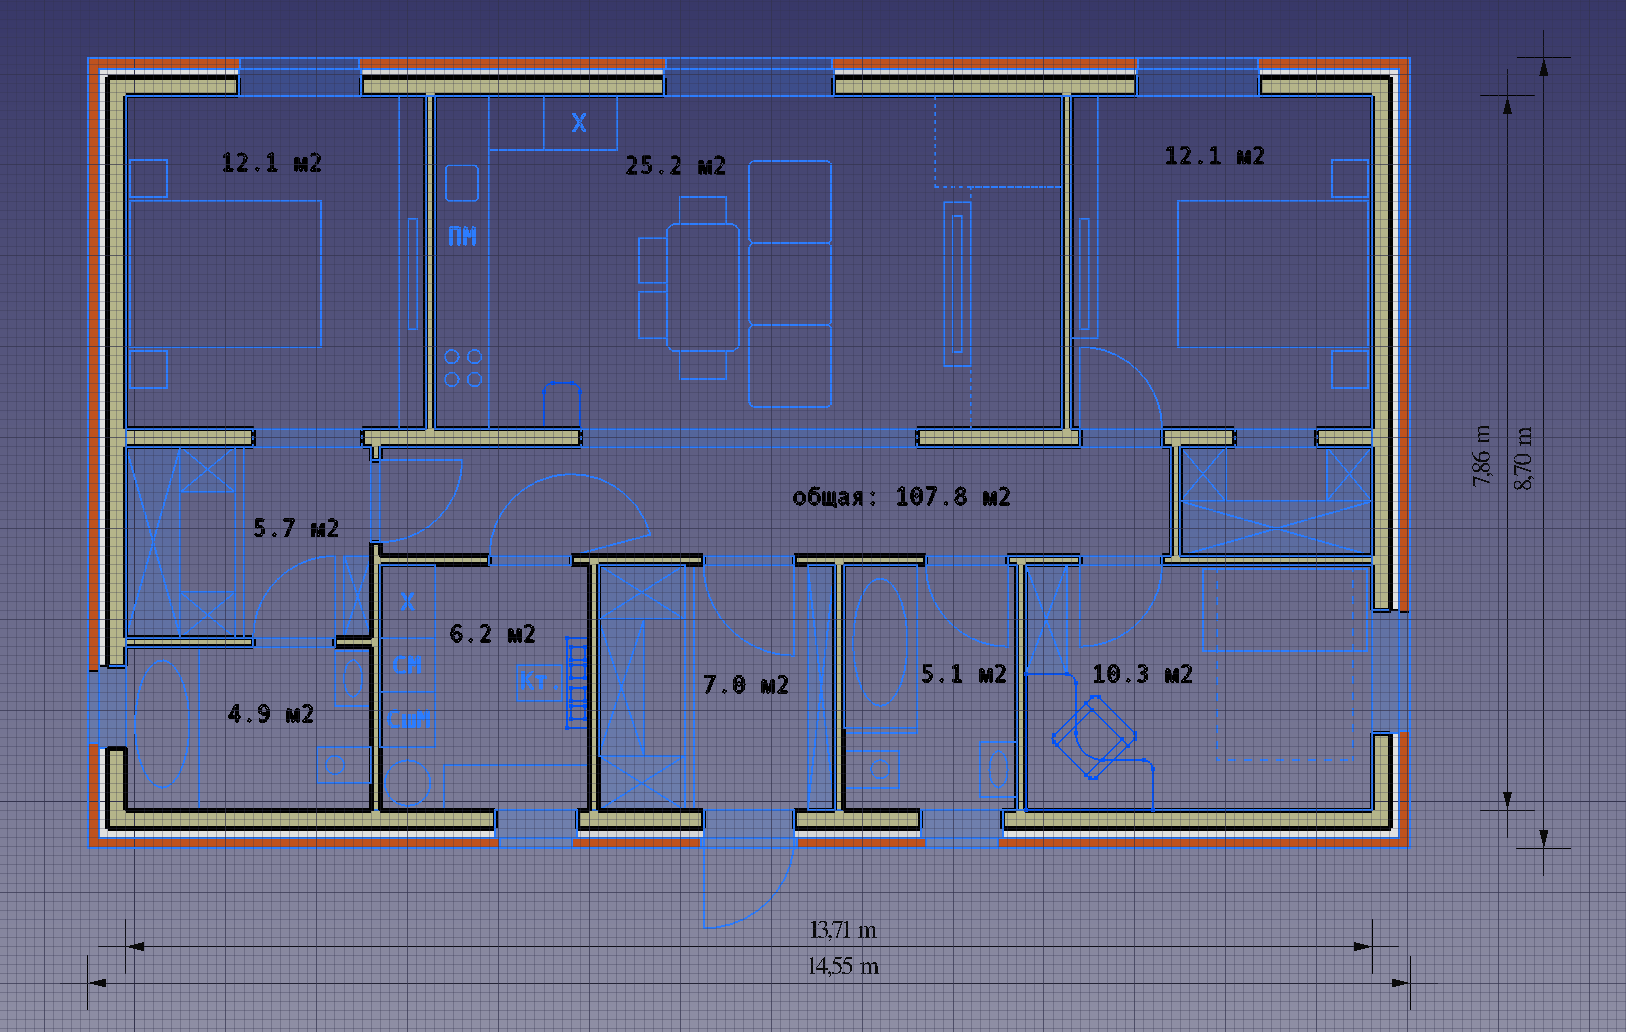 12.1 м2
X
25.2 м2
12.1 м2
ПМ
7,86 m
8,70 m
общая: 107.8 м2
5.7 м2
X
6.2 м2
СМ
Кт.
7.0 м2
5.1 м2
10.3 м2
4.9 м2
СшМ
13,71 m
14,55 m